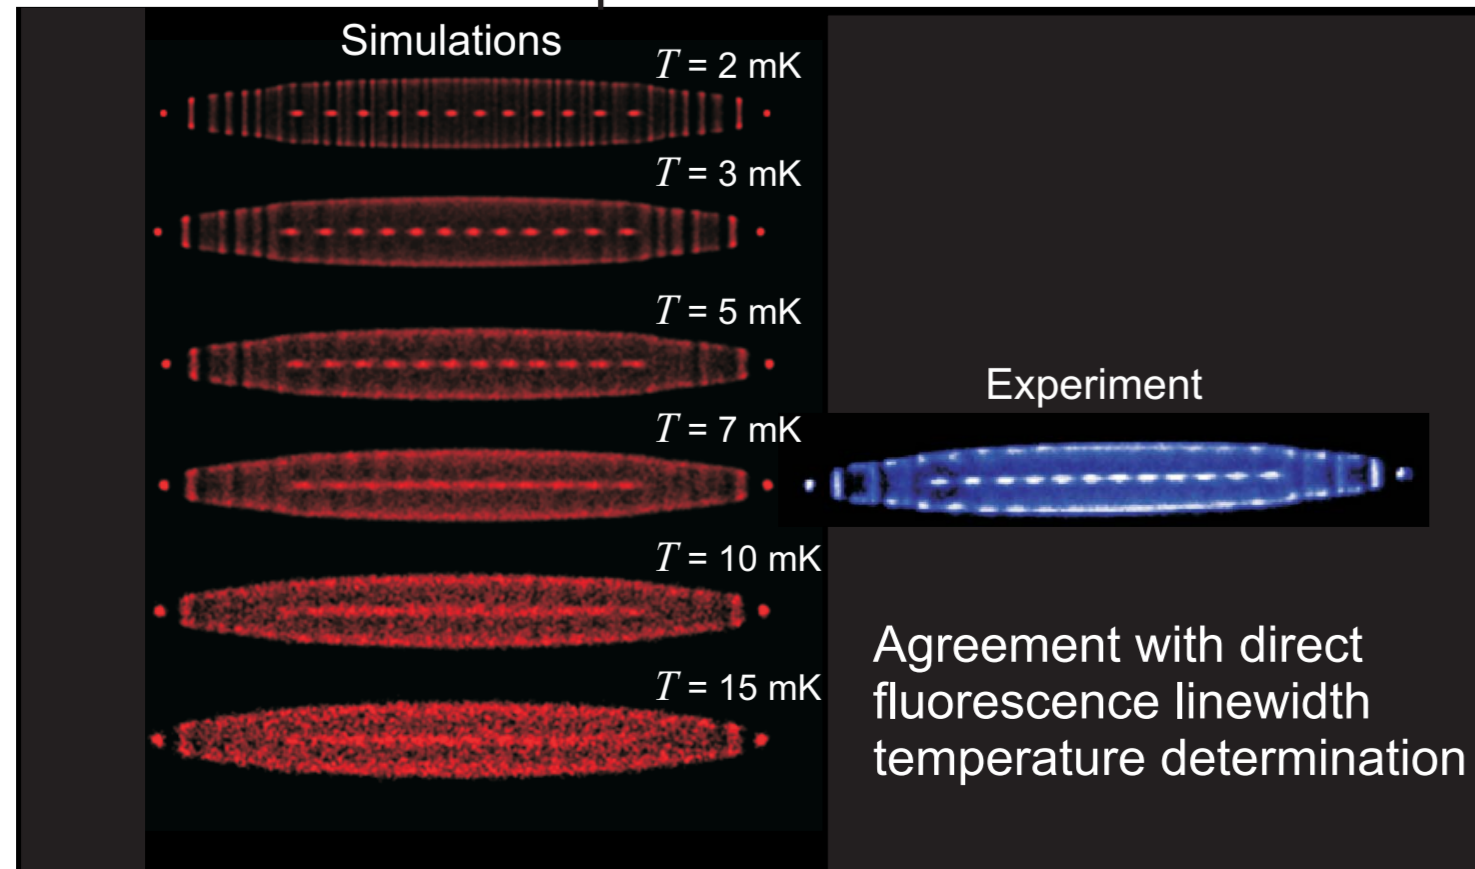 Simulations
T = 2 mK
T = 3 mK
T = 5 mK
T = 7 mK
T = 10 mK
T = 15 mK
Experiment
Agreement with direct
fluorescence linewidth
temperature determination